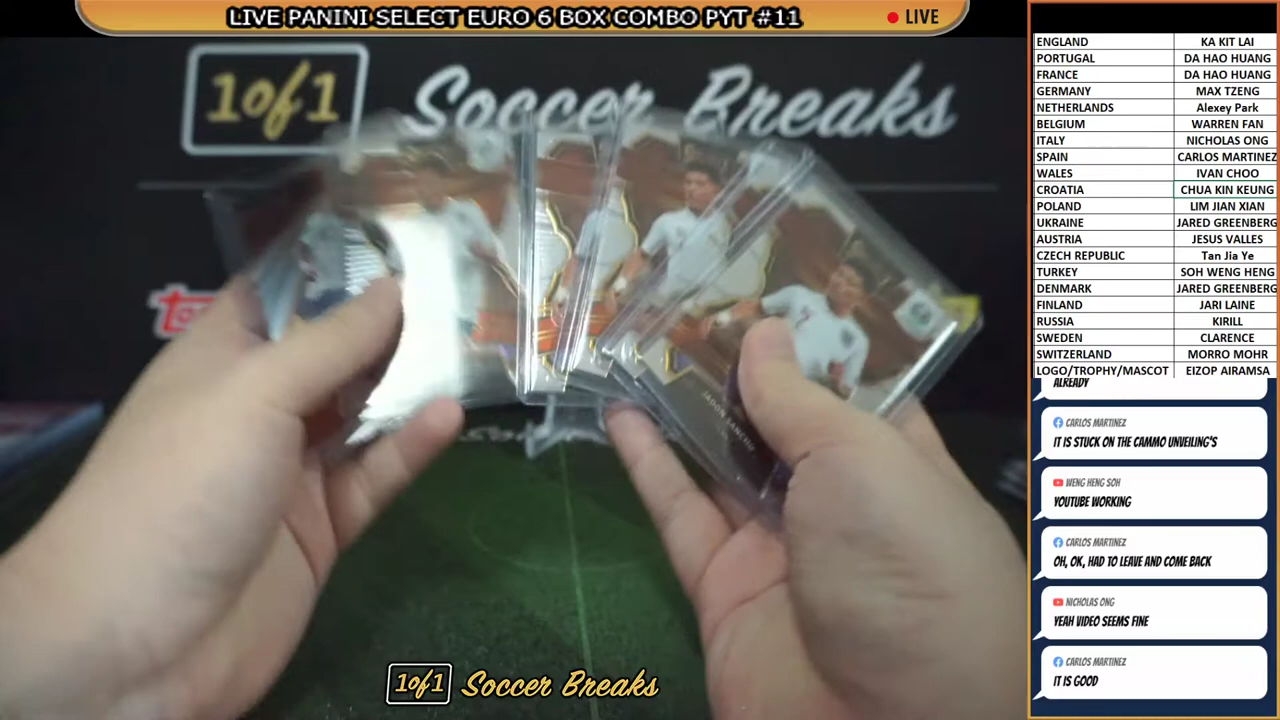 LIVE PANINI SELECT EURO 6 BOX COMBO PYT #11
LIVE
1of1 Soccer Breaks
JADON SANCHO
1of1 Soccer Breaks
ENGLAND KA KIT LAI
PORTUGAL DA HAO HUANG
FRANCE DA HAO HUANG
GERMANY MAX TZENG
NETHERLANDS Alexey Park
BELGIUM WARREN FAN
ITALY NICHOLAS ONG
SPAIN CARLOS MARTINEZ
WALES IVAN CHOO
CROATIA CHUA KIN KEUNG
POLAND LIM JIAN XIAN
UKRAINE JARED GREENBERG
AUSTRIA JESUS VALLES
CZECH REPUBLIC Tan Jia Ye
TURKEY SOH WENG HENG
DENMARK JARED GREENBERG
FINLAND JARI LAINE
RUSSIA KIRILL
SWEDEN CLARENCE
SWITZERLAND MORRO MOHR
LOGO/TROPHY/MASCOT EIZOP AIRAMSA
ALREADY
CARLOS MARTINEZ
IT IS STUCK ON THE CAMMO UNVEILING'S
WENG HENG SOH
YOUTUBE WORKING
CARLOS MARTINEZ
OH, OK, HAD TO LEAVE AND COME BACK
NICHOLAS ONG
YEAH VIDEO SEEMS FINE
CARLOS MARTINEZ
IT IS GOOD